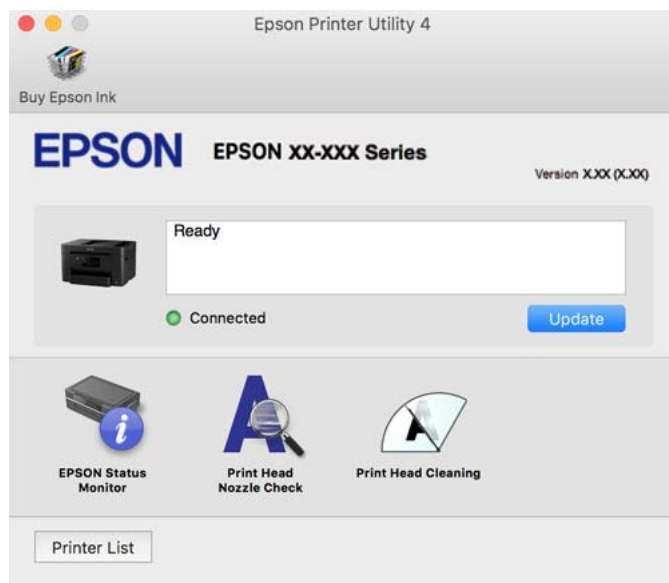 Epson Printer Utility 4
Buy Epson Ink
EPSON
EPSON XX-XXX Series
Version X.XX (X.XX)
Ready
Connected
Update
EPSON Status
Monitor
Print Head
Nozzle Check
Print Head Cleaning
Printer List